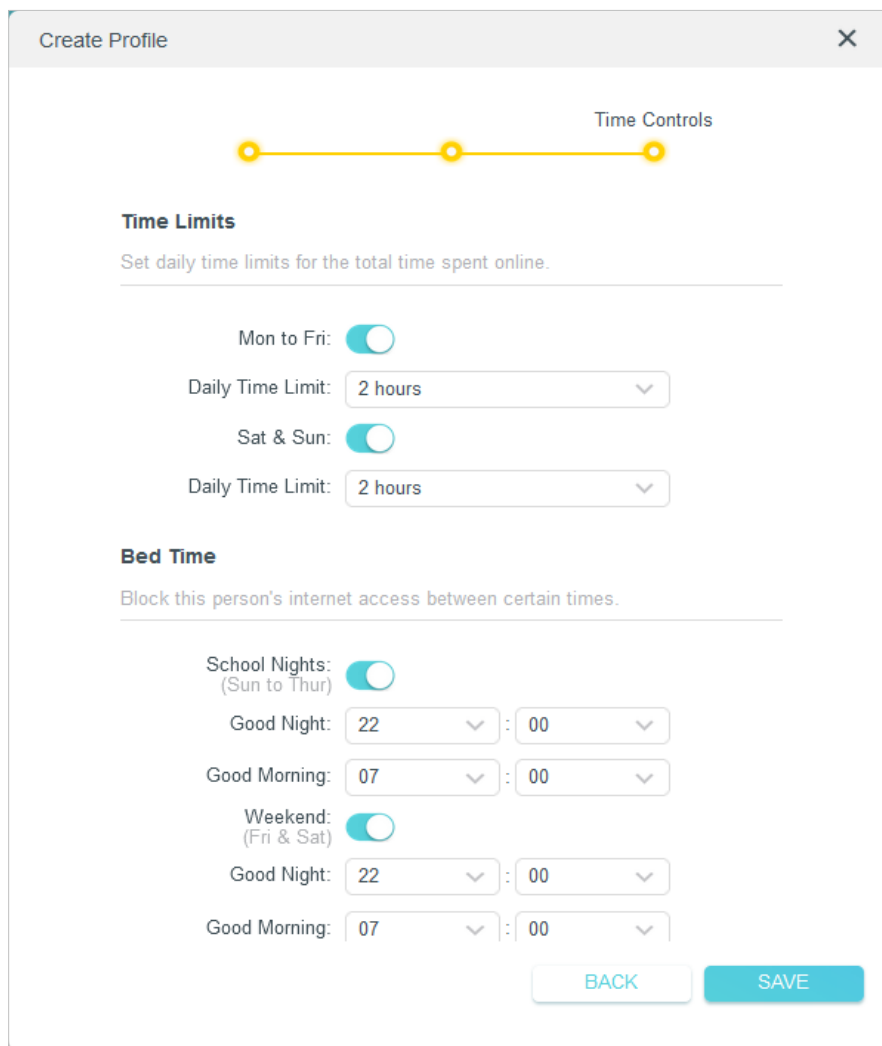 Create Profile
Time Controls
Time Limits
Set daily time limits for the total time spent online.
Mon to Fri:
Daily Time Limit: 2 hours
Sat & Sun:
Daily Time Limit: 2 hours
Bed Time
Block this person's internet access between certain times.
School Nights:
(Sun to Thur)
Good Night: 22 : 00
Good Morning: 07 : 00
Weekend:
(Fri & Sat)
Good Night: 22 : 00
Good Morning: 07 : 00
BACK SAVE